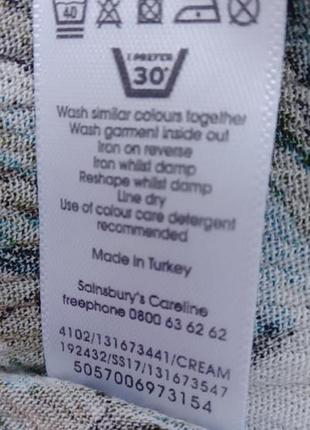 40
I PREFER
30°
Wash similar colours together
Wash garment inside out
Iron on reverse
Iron whilst damp
Reshape whilst damp
Line dry
Use of colour care detergent
recommended
Made in Turkey
Sainsbury's Careline
freephone 0800 63 62 62
4102/131673441/CREAM
192432/SS17/131673547
5057006973154